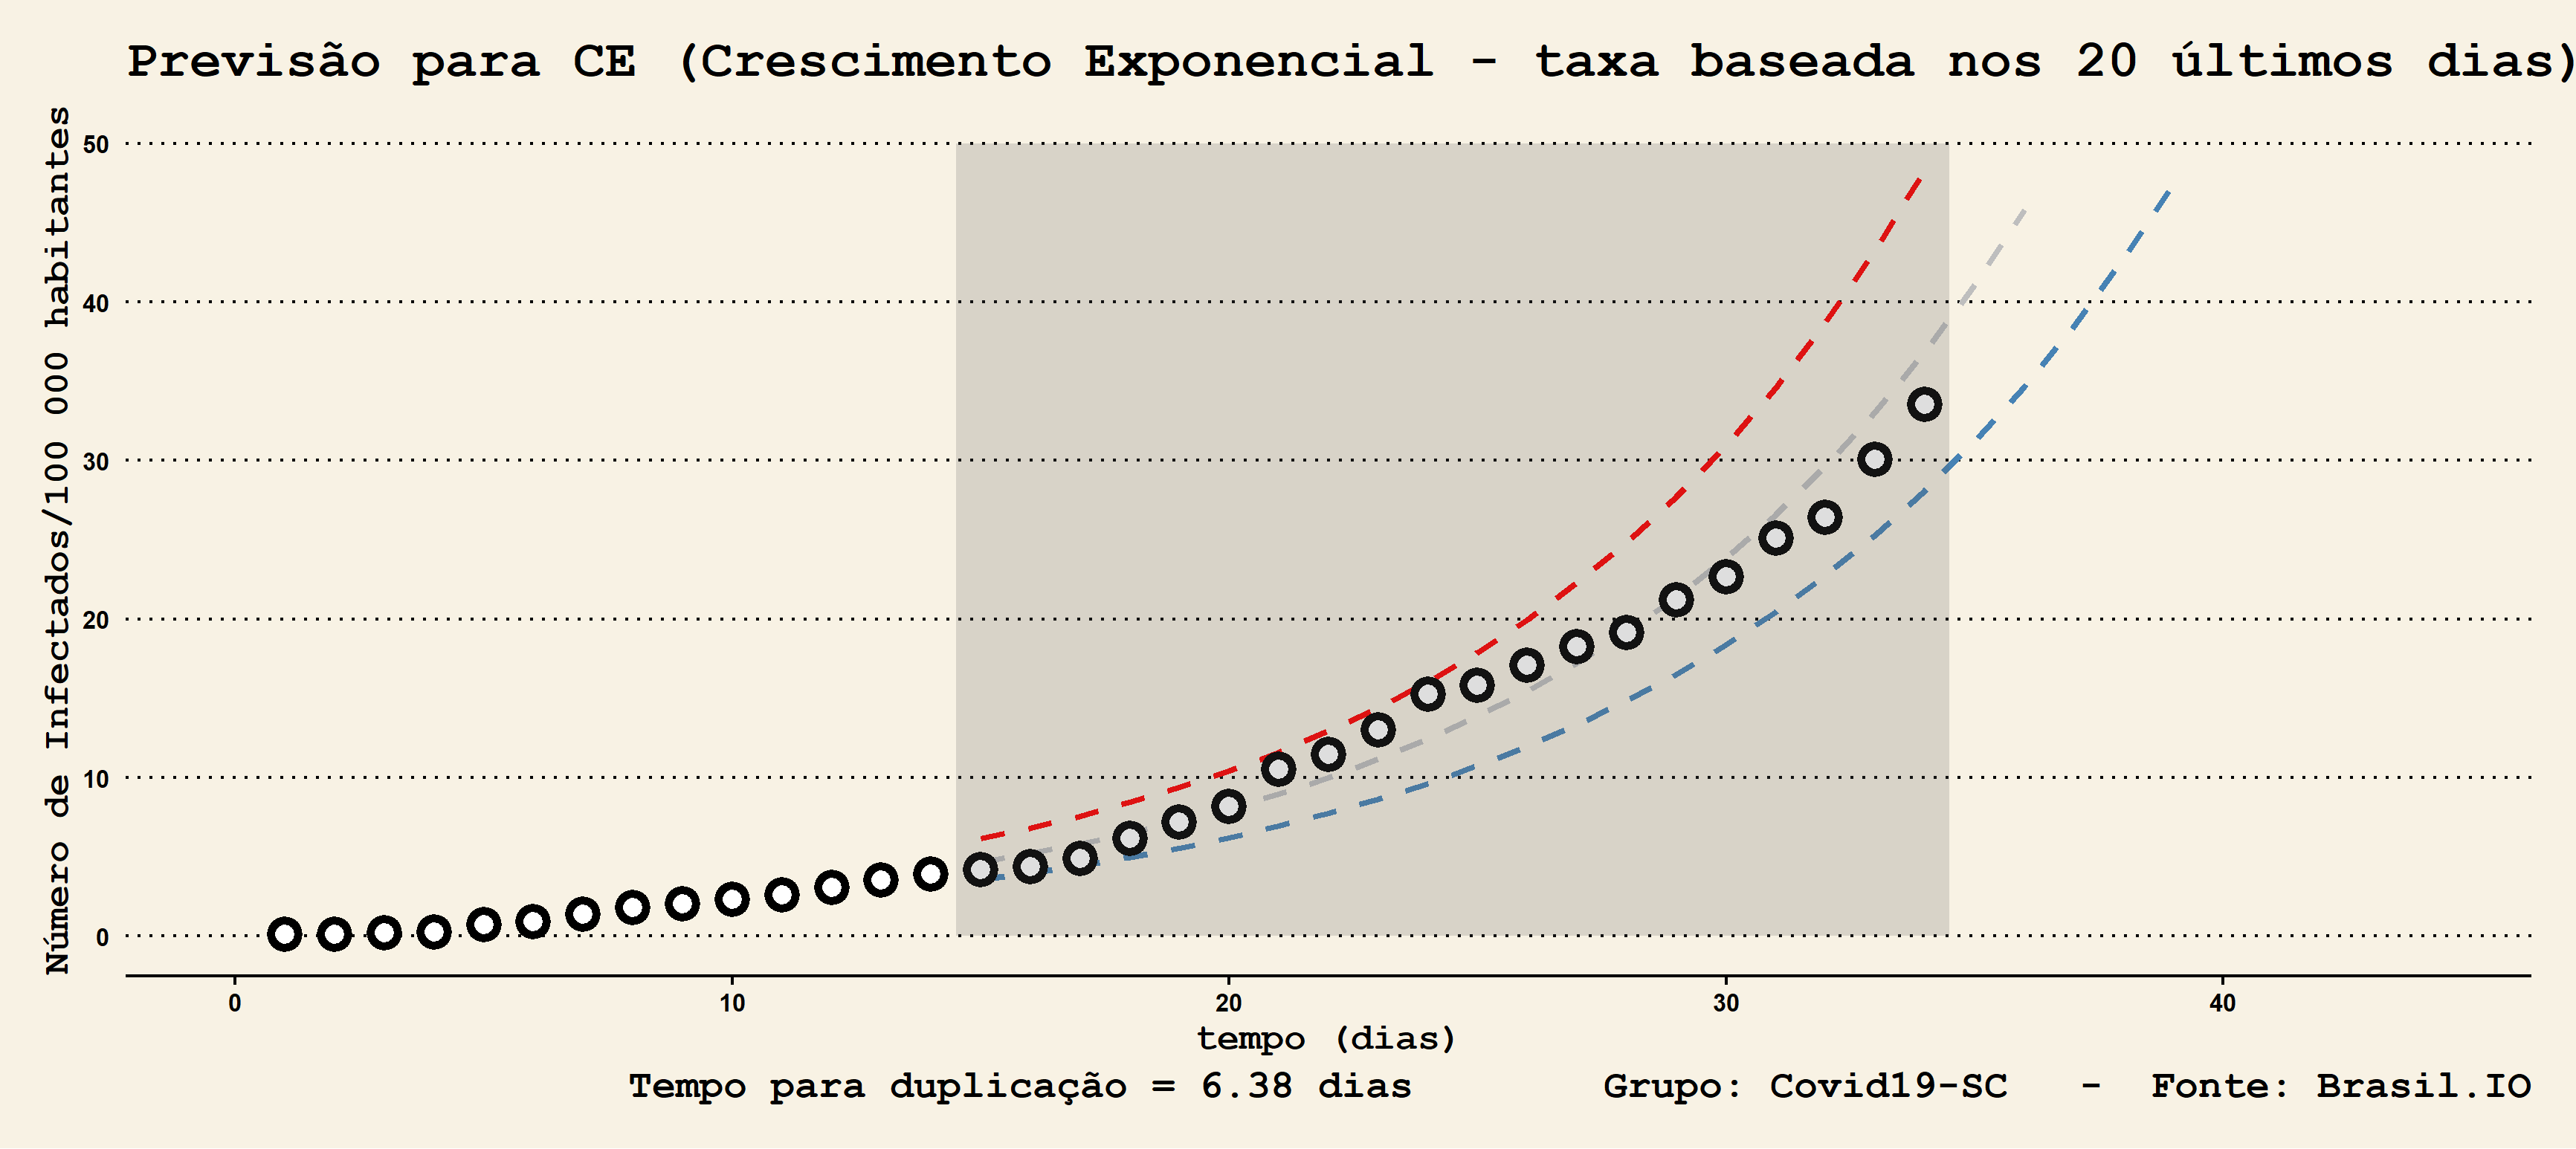 Previsão para CE (Crescimento Exponencial - taxa baseada nos 20 últimos dias)
Número de Infectados/100 000 habitantes
50
40
30
20
10
0
0 10 20 30 40
tempo (dias)
Tempo para duplicação = 6.38 dias Grupo: Covid19-SC - Fonte: Brasil.IO